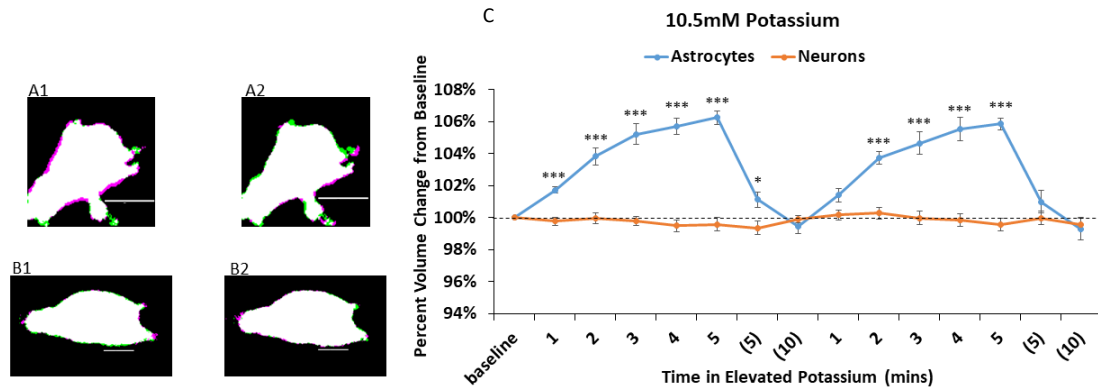 A1
A2
B1
B2
C
10.5mM Potassium
Astrocytes Neurons
Percent Volume Change from Baseline
108%
106%
104%
102%
100%
98%
96%
94%
*** *** *** *** *** * *** *** *** ***
baseline 1 2 3 4 5 (5) (10) 1 2 3 4 5 (5) (10)
Time in Elevated Potassium (mins)